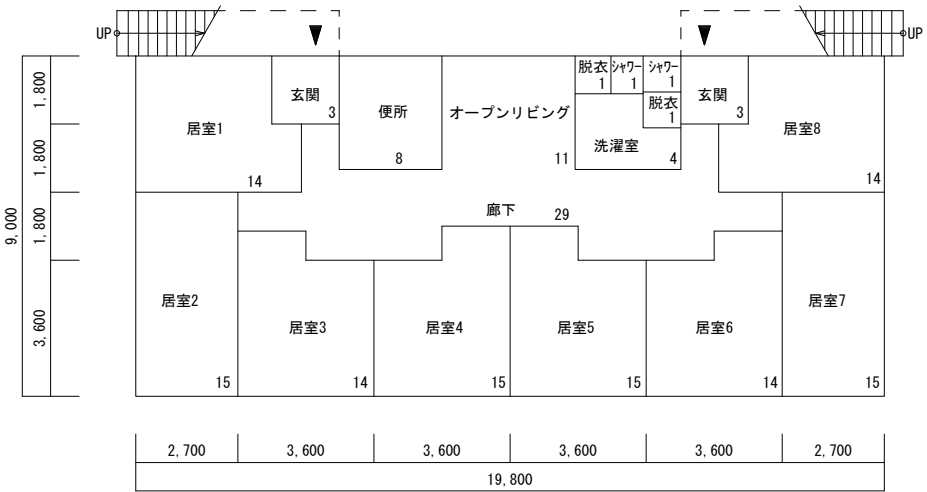 UP
UP
1,800
1,800
1,800
3,600
9,000
居室1
14
玄関
3
便所
8
オープンリビング
11
脱衣
1
シャワー
1
シャワー
1
脱衣
1
洗濯室
4
玄関
3
居室8
14
廊下 29
居室2
15
居室3
14
居室4
15
居室5
15
居室6
14
居室7
15
2,700
3,600
3,600
3,600
3,600
2,700
19,800